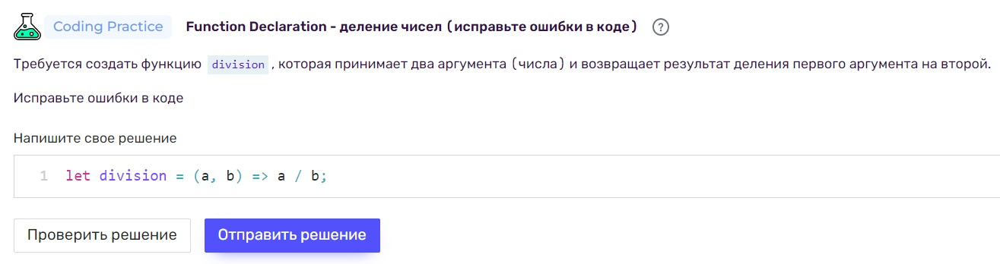 Coding Practice Function Declaration - деление чисел (исправьте ошибки в коде) ?
Требуется создать функцию division, которая принимает два аргумента (числа) и возвращает результат деления первого аргумента на второй.
Исправьте ошибки в коде
Напишите свое решение
1 let division = (a, b) => a / b;
Проверить решение Отправить решение